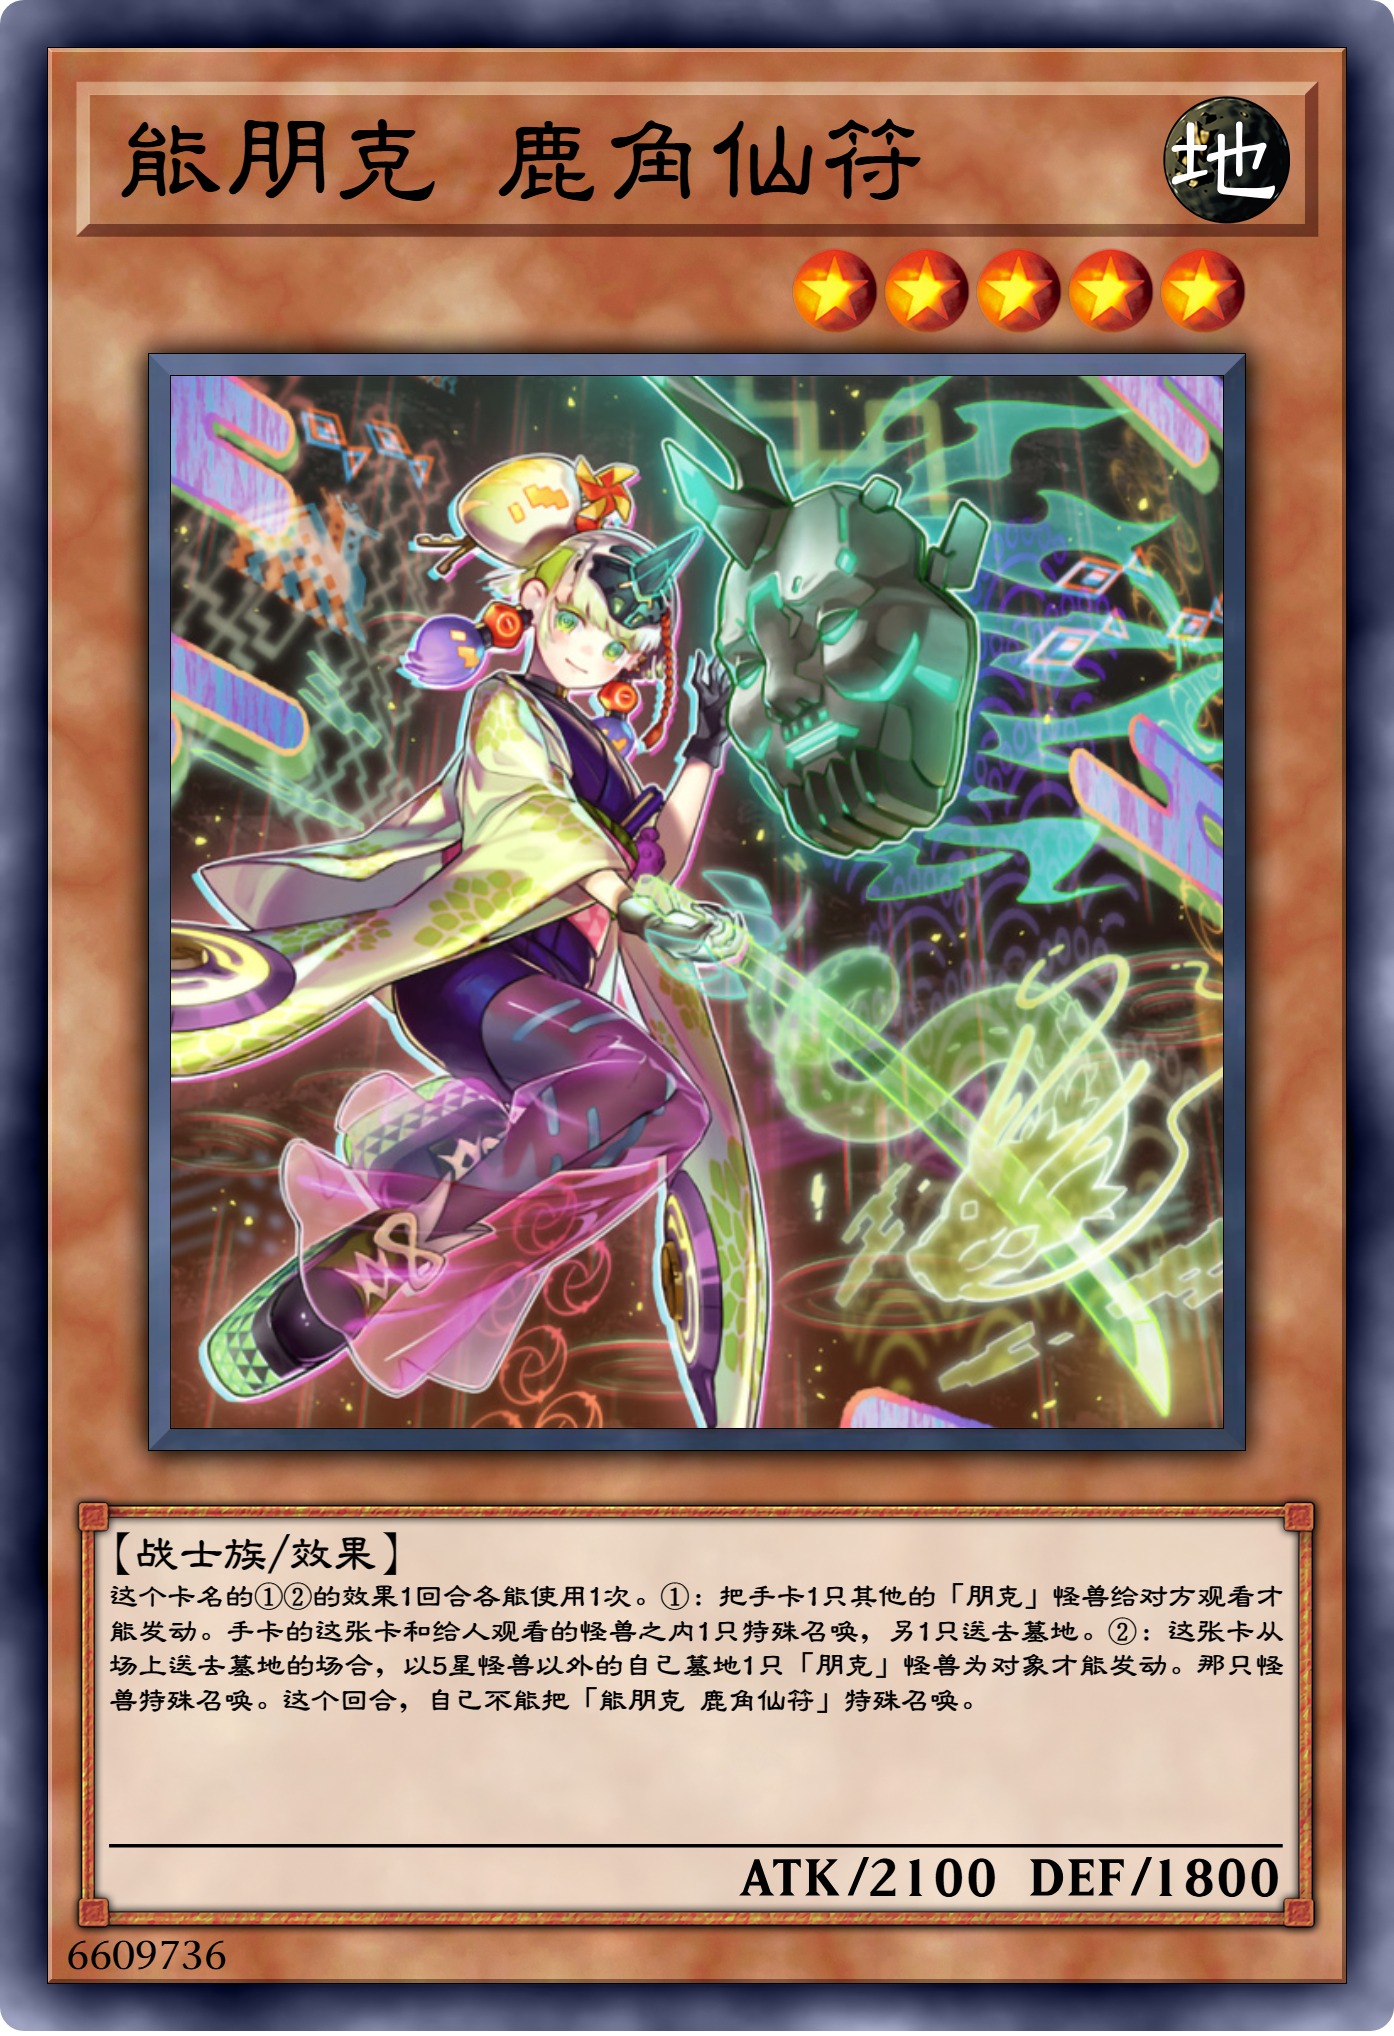 能朋克 鹿角仙符
地
【战士族/效果】
这个卡名的①②的效果1回合各能使用1次。①：把手卡1只其他的「朋克」怪兽给对方观看才
能发动。手卡的这张卡和给人观看的怪兽之内1只特殊召唤，另1只送去墓地。②：这张卡从
场上送去墓地的场合，以5星怪兽以外的自己墓地1只「朋克」怪兽为对象才能发动。那只怪
兽特殊召唤。这个回合，自己不能把「能朋克 鹿角仙符」特殊召唤。
ATK/2100 DEF/1800
6609736